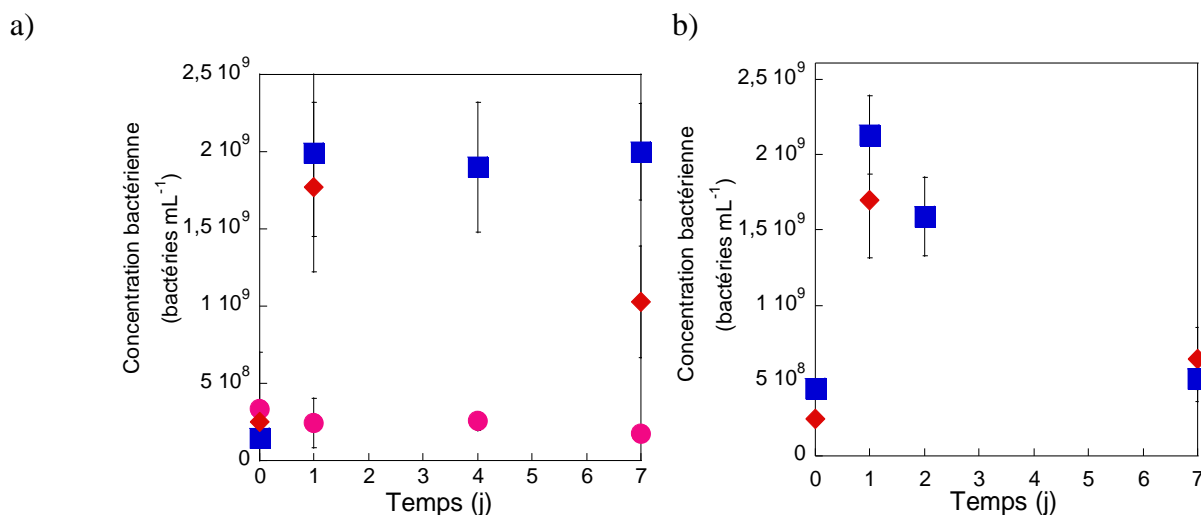 a)
b)
Concentration bactérienne
(bactéries mL⁻¹)
2,5 10⁹
2 10⁹
1,5 10⁹
1 10⁹
5 10⁸
0
0 1 2 3 4 5 6 7
Temps (j)
Concentration bactérienne
(bactéries mL⁻¹)
2,5 10⁹
2 10⁹
1,5 10⁹
1 10⁹
5 10⁸
0
0 1 2 3 4 5 6 7
Temps (j)